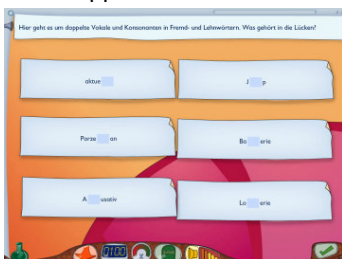 Hier geht es um doppelte Vokale und Konsonanten in Fremd- und Lehnwörtern. Was gehört in die Lücken?
aktue
J p
Porze an
Ba erie
A usativ
Lo erie
01:00